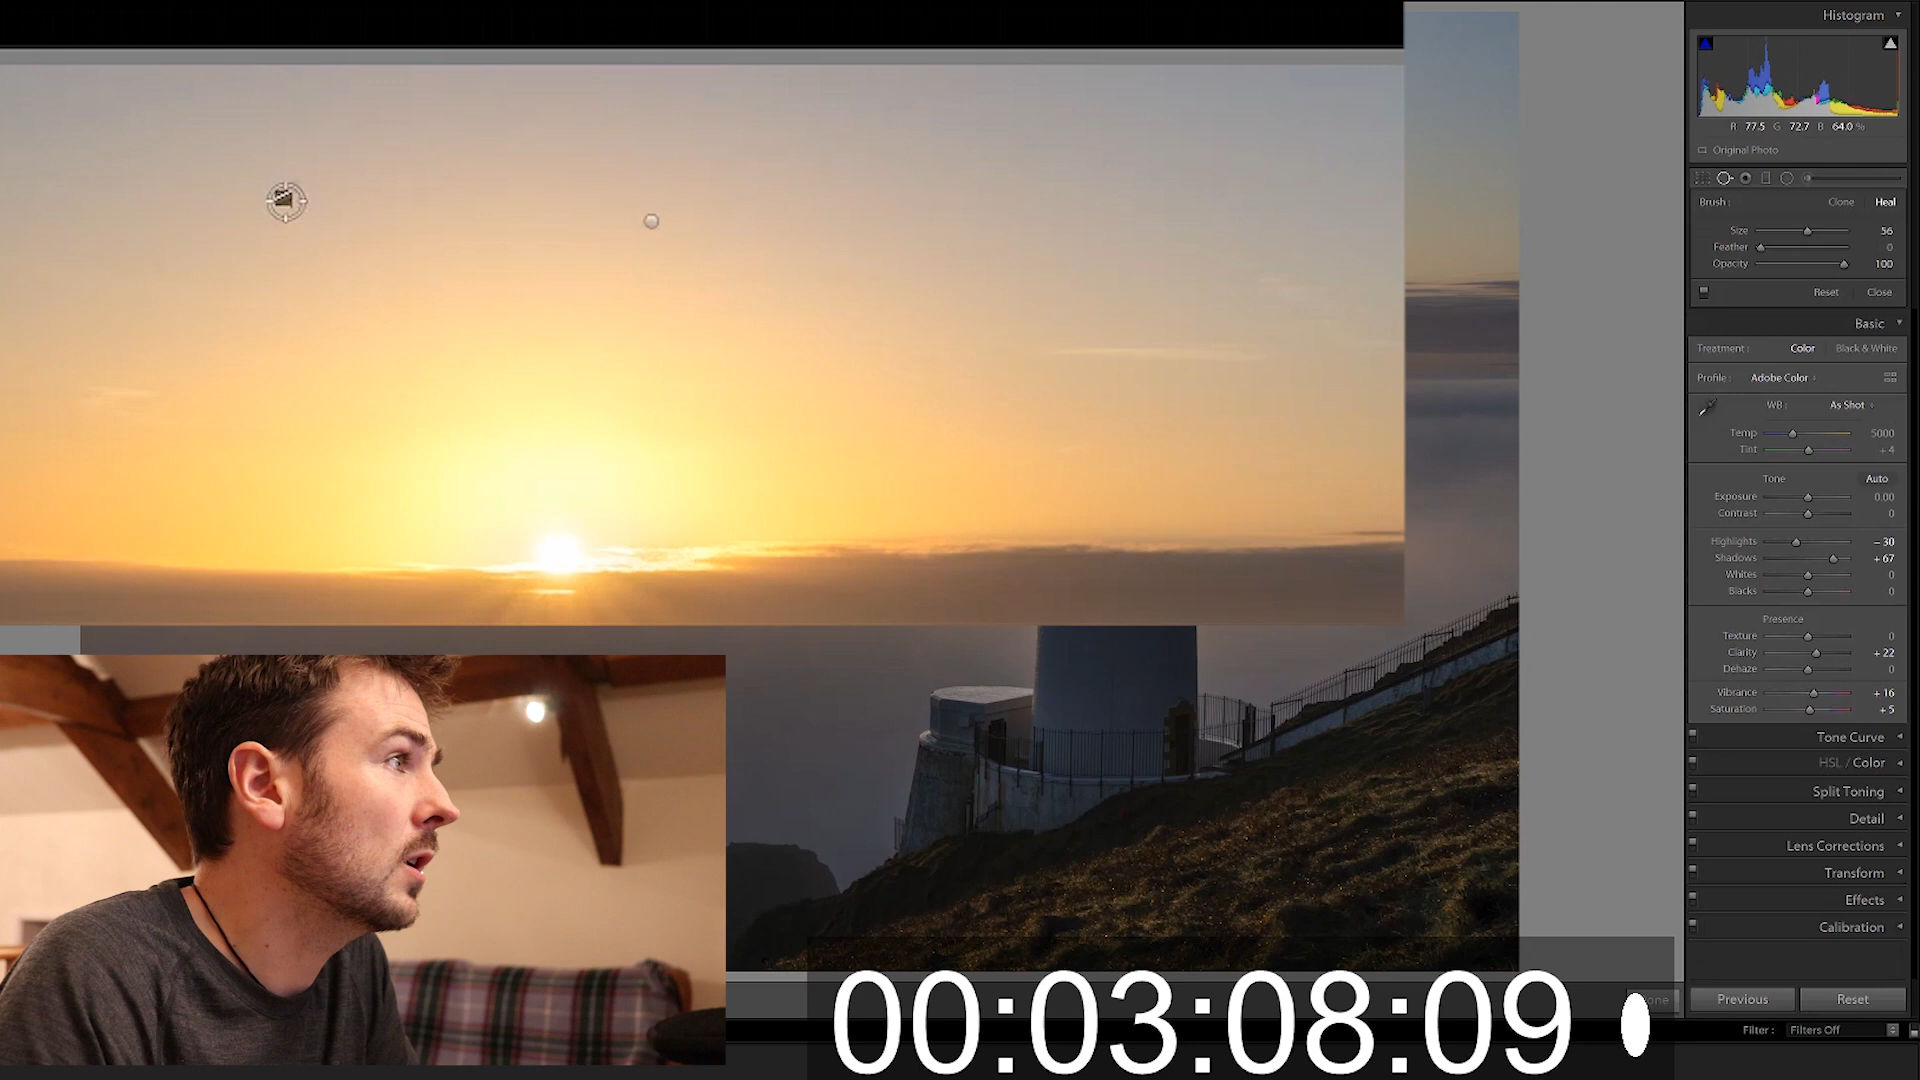 Histogram
R 77.5 G 72.7 B 64.0 %
Original Photo
Brush : Clone Heal
Size 56
Feather 0
Opacity 100
Reset Close
Basic
Treatment : Color Black & White
Profile : Adobe Color
WB : As Shot
Temp 5000
Tint + 4
Tone Auto
Exposure 0.00
Contrast 0
Highlights – 30
Shadows + 67
Whites 0
Blacks 0
Presence
Texture 0
Clarity + 22
Dehaze 0
Vibrance + 16
Saturation + 5
Tone Curve
HSL / Color
Split Toning
Detail
Lens Corrections
Transform
Effects
Calibration
Previous Reset
Filter : Filters Off
00:03:08:09